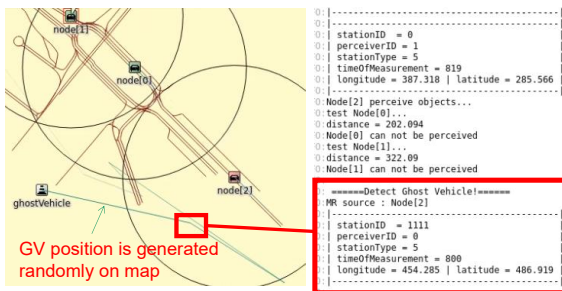 node[1]
node[0]
node[2]
ghostVehicle
GV position is generated
randomly on map
0:|----------------------------------------------------|
0:| stationID  = 0 |
0:| perceiverID = 1 |
0:| stationType = 5 |
0:| timeOfMeasurement = 819 |
0:| longitude = 387.318 | latitude = 285.566 |
0:|----------------------------------------------------|
0:Node[2] perceive objects...
0:test Node[0]...
0:distance = 202.094
0:Node[0] can not be perceived
0:test Node[1]...
0:distance = 322.09
0:Node[1] can not be perceived
0: ======Detect Ghost Vehicle!======
0:MR source : Node[2]
0:|----------------------------------------------------|
0:| stationID  = 1111 |
0:| perceiverID = 0 |
0:| stationType = 5 |
0:| timeOfMeasurement = 800 |
0:| longitude = 454.285 | latitude = 486.919 |
0:|----------------------------------------------------|